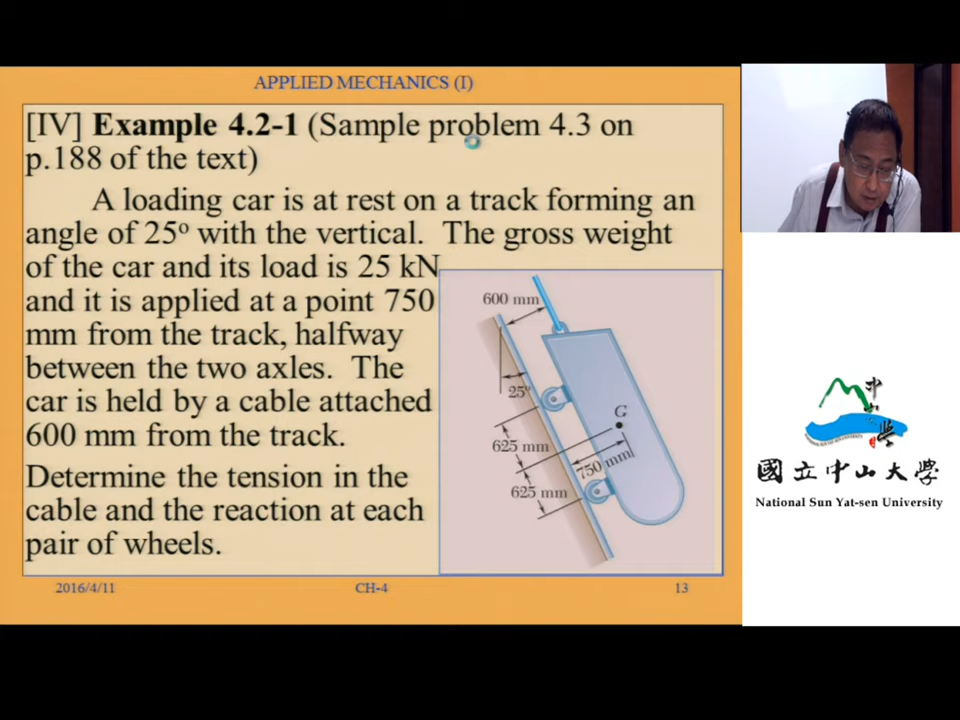 APPLIED MECHANICS (I)
[IV] Example 4.2-1 (Sample problem 4.3 on
p.188 of the text)
A loading car is at rest on a track forming an
angle of 25º with the vertical. The gross weight
of the car and its load is 25 kN
and it is applied at a point 750
mm from the track, halfway
between the two axles. The
car is held by a cable attached
600 mm from the track.
Determine the tension in the
cable and the reaction at each
pair of wheels.
600 mm
25º
G
625 mm
750 mm
625 mm
2016/4/11
CH-4
13
國立中山大學
National Sun Yat-sen University